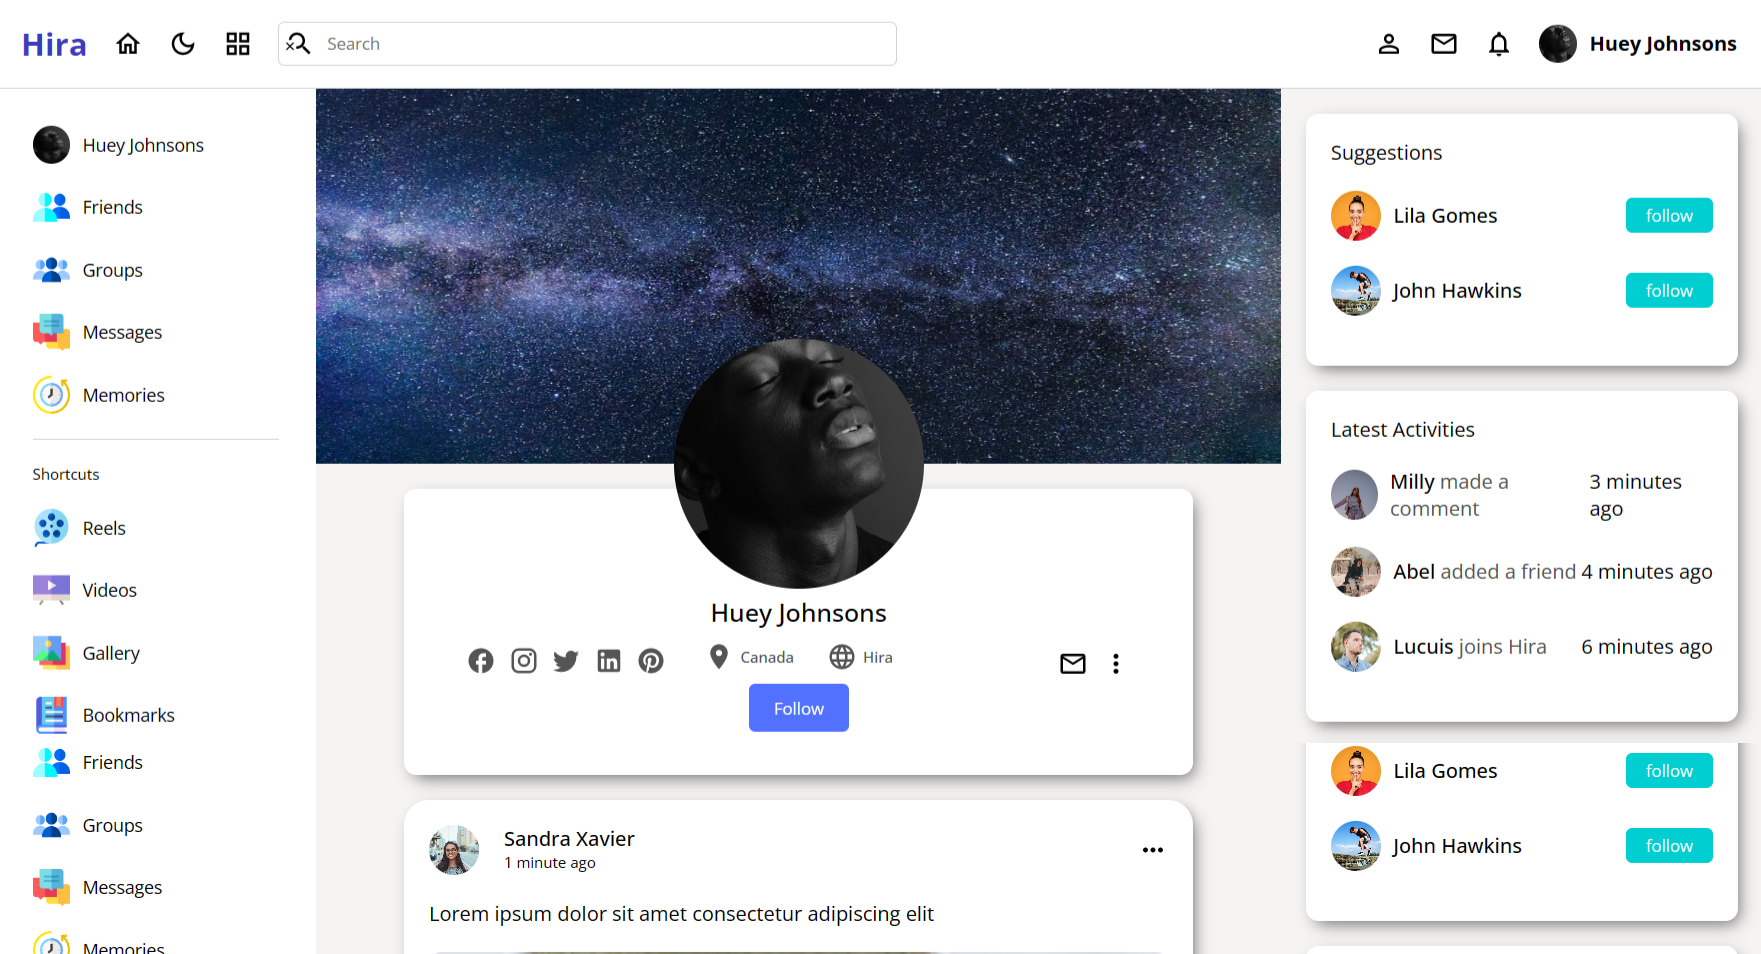 Hira
Search
Huey Johnsons
Huey Johnsons
Friends
Groups
Messages
Memories
Shortcuts
Reels
Videos
Gallery
Bookmarks
Friends
Groups
Messages
Memories
Huey Johnsons
Canada
Hira
Follow
Sandra Xavier
1 minute ago
Lorem ipsum dolor sit amet consectetur adipiscing elit
Suggestions
Lila Gomes
follow
John Hawkins
follow
Latest Activities
Milly made a
comment
3 minutes
ago
Abel added a friend 4 minutes ago
Lucuis joins Hira 6 minutes ago
Lila Gomes
follow
John Hawkins
follow